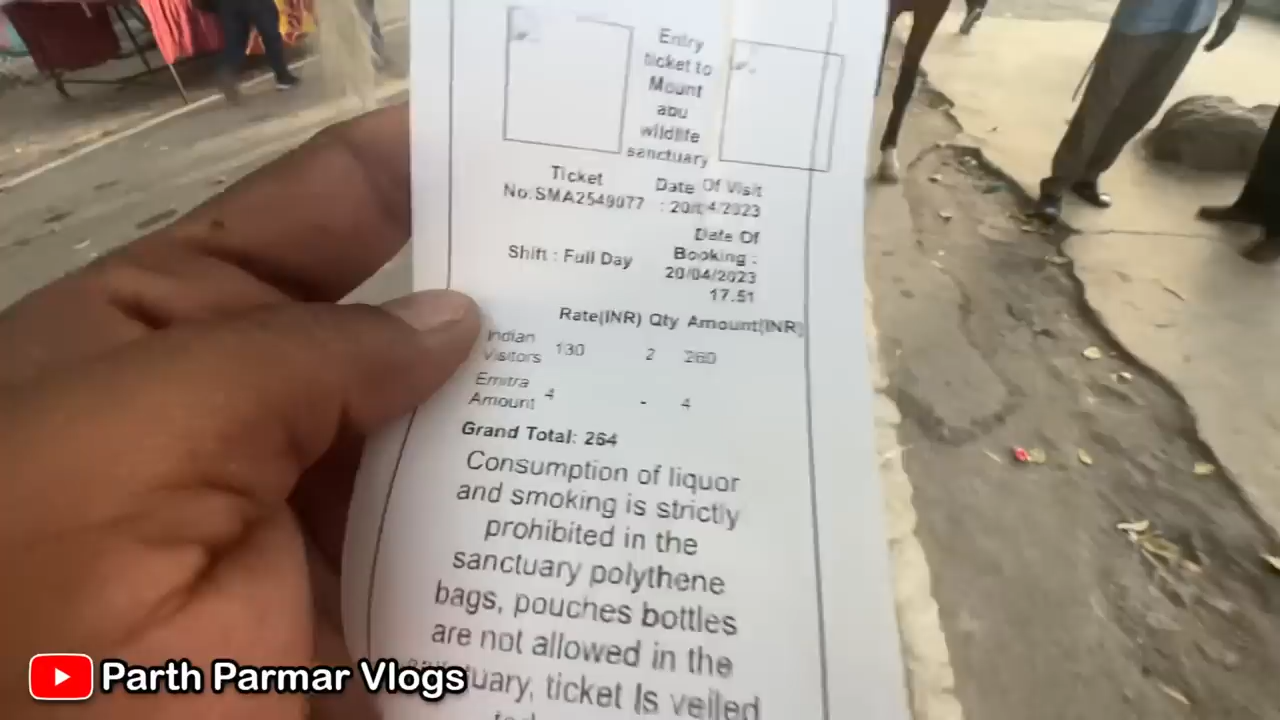 Entry
ticket to
Mount
abu
wildlife
sanctuary
Ticket
No:SMA2549077
Date Of Visit
: 20/04/2023
Shift : Full Day
Date Of
Booking :
20/04/2023
17.51
Rate(INR) Qty Amount(INR)
Indian
Visitors 130 2 260
Emitra
Amount 4 - 4
Grand Total: 264
Consumption of liquor
and smoking is strictly
prohibited in the
sanctuary polythene
bags, pouches bottles
are not allowed in the
ticket Is veiled
Parth Parmar Vlogs